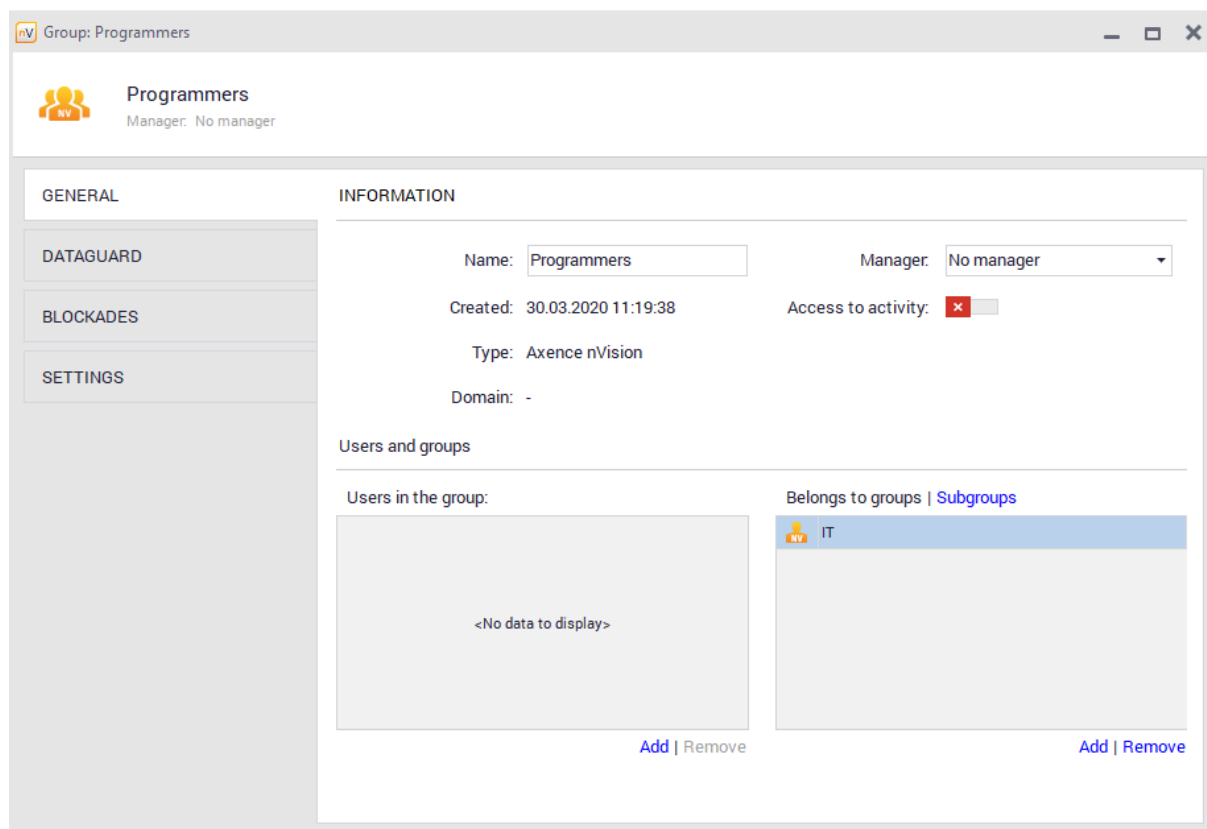 nV Group: Programmers
NV
Programmers
Manager: No manager
GENERAL
DATAGUARD
BLOCKADES
SETTINGS
INFORMATION
Name: Programmers
Manager: No manager
Created: 30.03.2020 11:19:38
Access to activity:
Type: Axence nVision
Domain: -
Users and groups
Users in the group:
<No data to display>
Add | Remove
Belongs to groups | Subgroups
NV IT
Add | Remove